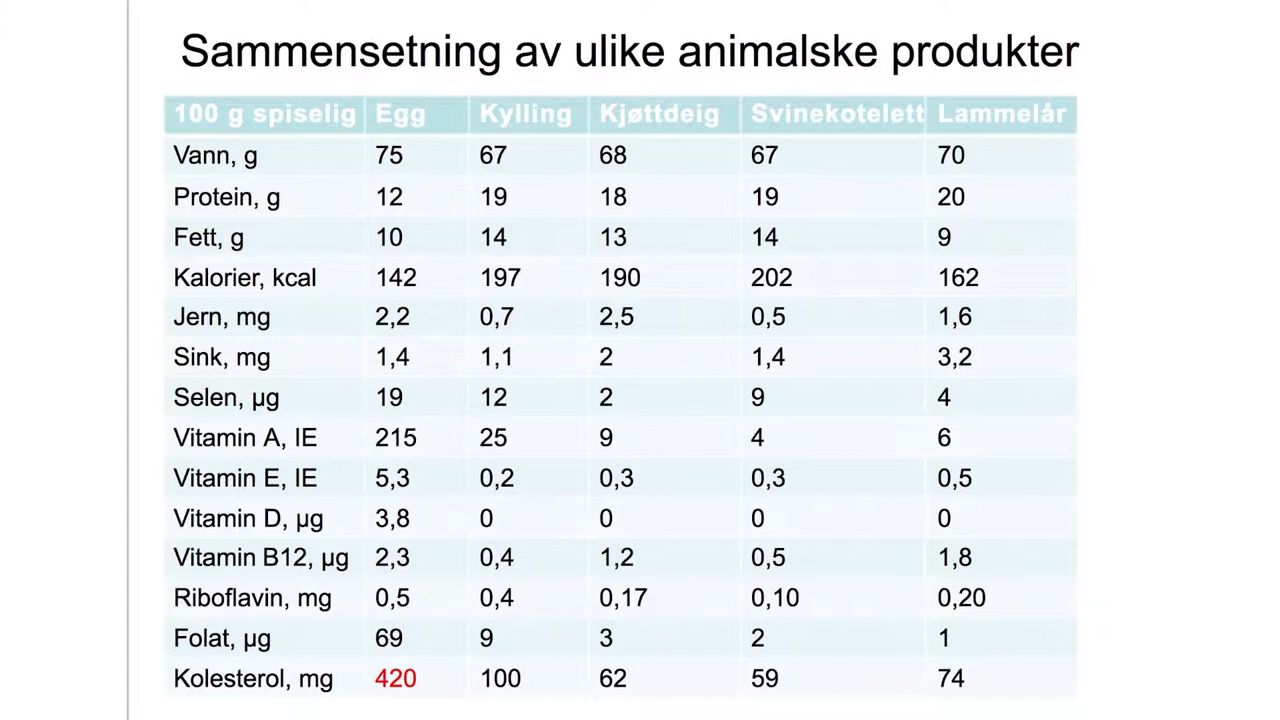 Sammensetning av ulike animalske produkter
100 g spiselig Egg Kylling Kjøttdeig Svinekotelett Lammelår
Vann, g 75 67 68 67 70
Protein, g 12 19 18 19 20
Fett, g 10 14 13 14 9
Kalorier, kcal 142 197 190 202 162
Jern, mg 2,2 0,7 2,5 0,5 1,6
Sink, mg 1,4 1,1 2 1,4 3,2
Selen, µg 19 12 2 9 4
Vitamin A, IE 215 25 9 4 6
Vitamin E, IE 5,3 0,2 0,3 0,3 0,5
Vitamin D, µg 3,8 0 0 0 0
Vitamin B12, µg 2,3 0,4 1,2 0,5 1,8
Riboflavin, mg 0,5 0,4 0,17 0,10 0,20
Folat, µg 69 9 3 2 1
Kolesterol, mg 420 100 62 59 74